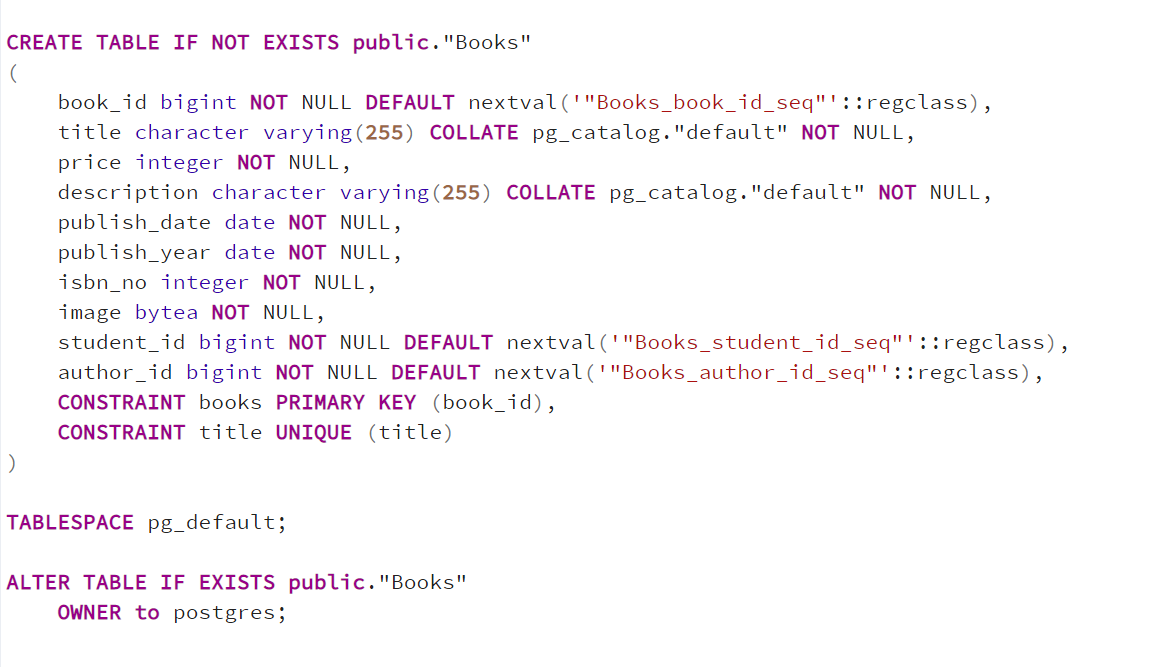 CREATE TABLE IF NOT EXISTS public."Books"
(
    book_id bigint NOT NULL DEFAULT nextval('"Books_book_id_seq"'::regclass),
    title character varying(255) COLLATE pg_catalog."default" NOT NULL,
    price integer NOT NULL,
    description character varying(255) COLLATE pg_catalog."default" NOT NULL,
    publish_date date NOT NULL,
    publish_year date NOT NULL,
    isbn_no integer NOT NULL,
    image bytea NOT NULL,
    student_id bigint NOT NULL DEFAULT nextval('"Books_student_id_seq"'::regclass),
    author_id bigint NOT NULL DEFAULT nextval('"Books_author_id_seq"'::regclass),
    CONSTRAINT books PRIMARY KEY (book_id),
    CONSTRAINT title UNIQUE (title)
)
TABLESPACE pg_default;
ALTER TABLE IF EXISTS public."Books"
    OWNER to postgres;